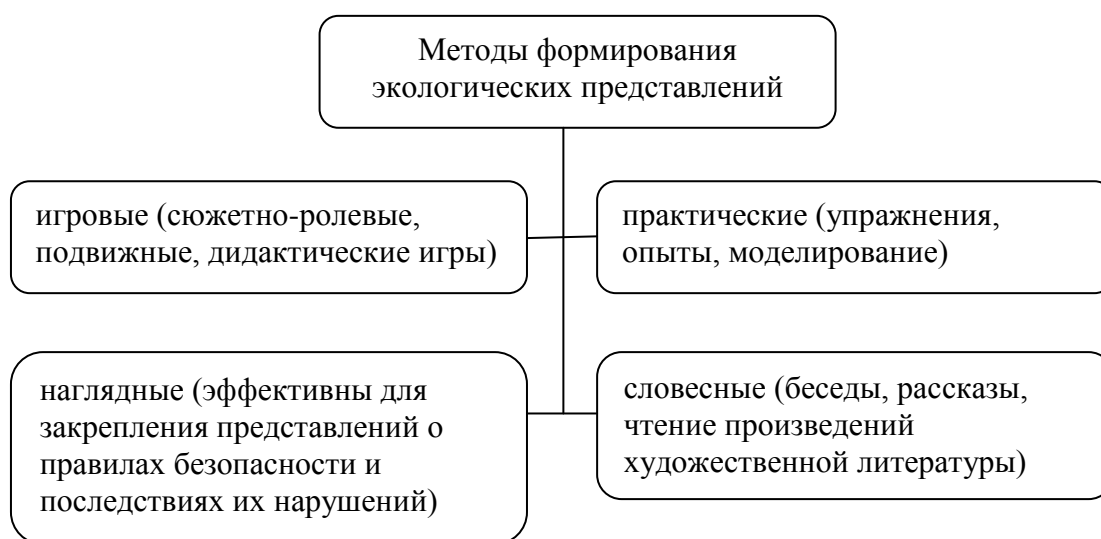 Методы формирования
экологических представлений
игровые (сюжетно-ролевые,
подвижные, дидактические игры)
практические (упражнения,
опыты, моделирование)
наглядные (эффективны для
закрепления представлений о
правилах безопасности и
последствиях их нарушений)
словесные (беседы, рассказы,
чтение произведений
художественной литературы)